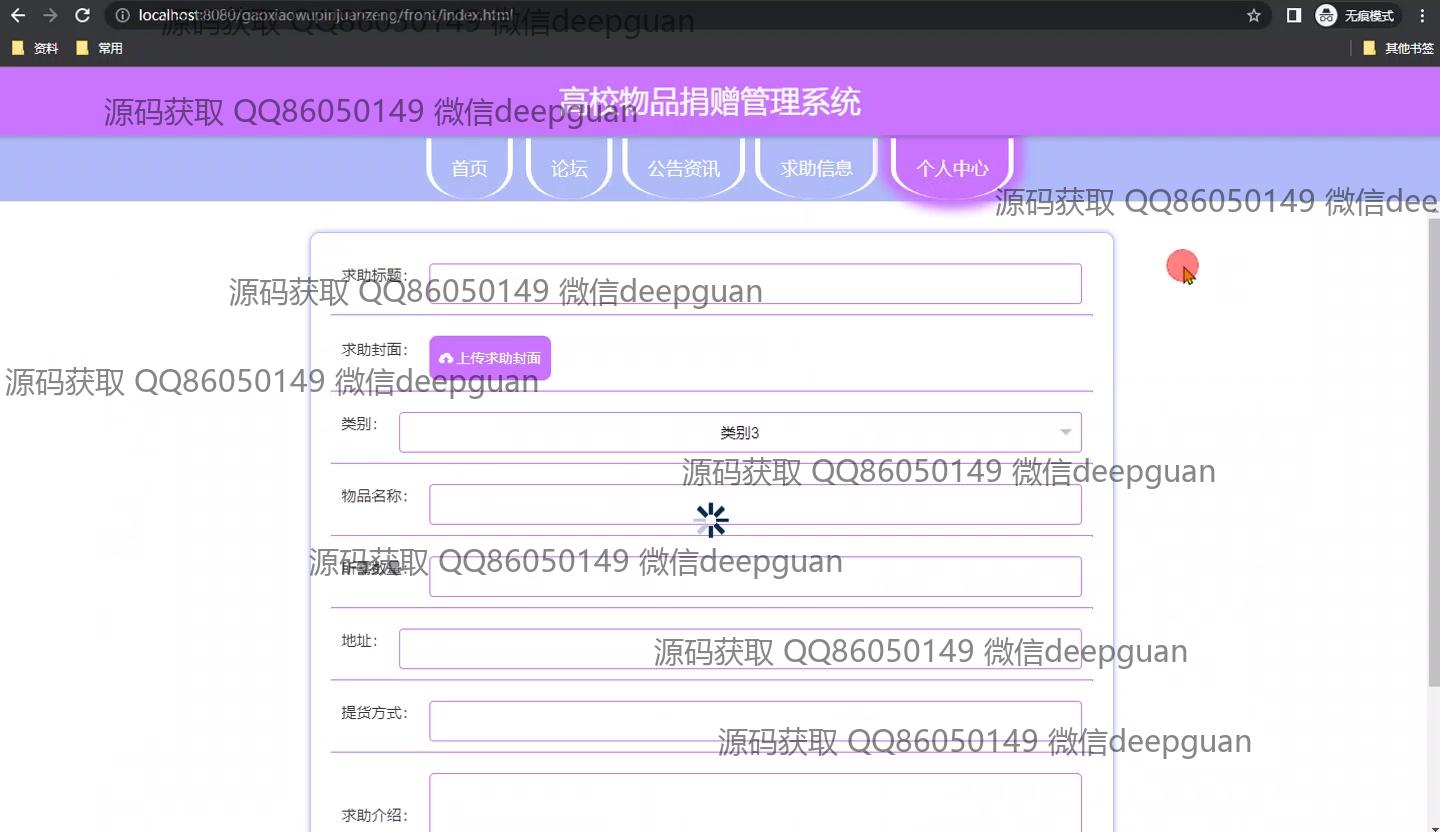 localhost:8080/gaoxiaowupinjuanzeng/front/index.html
无痕模式
源码获取 QQ86050149 微信deepguan
资料
常用
其他书签
高校物品捐赠管理系统
源码获取 QQ86050149 微信deepguan
首页
论坛
公告资讯
求助信息
个人中心
源码获取 QQ86050149 微信dee
求助标题：
源码获取 QQ86050149 微信deepguan
求助封面：
上传求助封面
源码获取 QQ86050149 微信deepguan
类别：
类别3
源码获取 QQ86050149 微信deepguan
物品名称：
所需数量：
源码获取 QQ86050149 微信deepguan
地址：
源码获取 QQ86050149 微信deepguan
提货方式：
源码获取 QQ86050149 微信deepguan
求助介绍：